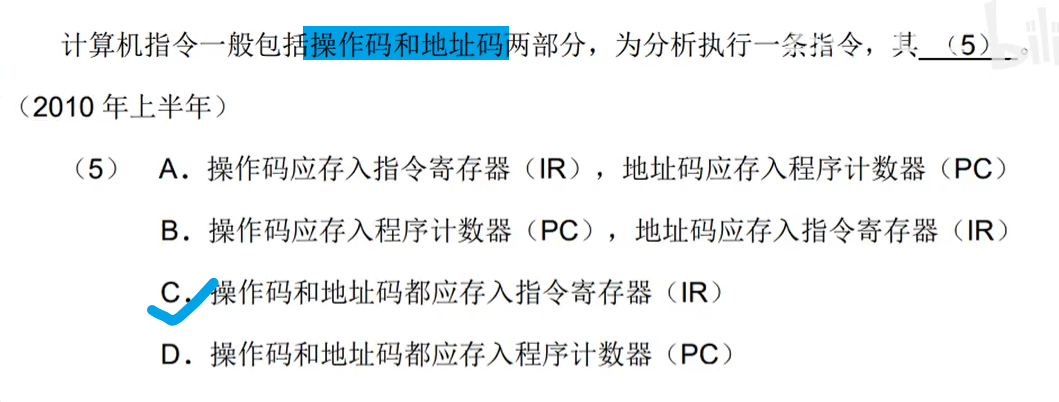 计算机指令一般包括操作码和地址码两部分，为分析执行一条指令，其 （5） 。
（2010 年上半年）
（5） A．操作码应存入指令寄存器（IR），地址码应存入程序计数器（PC）
B．操作码应存入程序计数器（PC），地址码应存入指令寄存器（IR）
C．操作码和地址码都应存入指令寄存器（IR）
D．操作码和地址码都应存入程序计数器（PC）